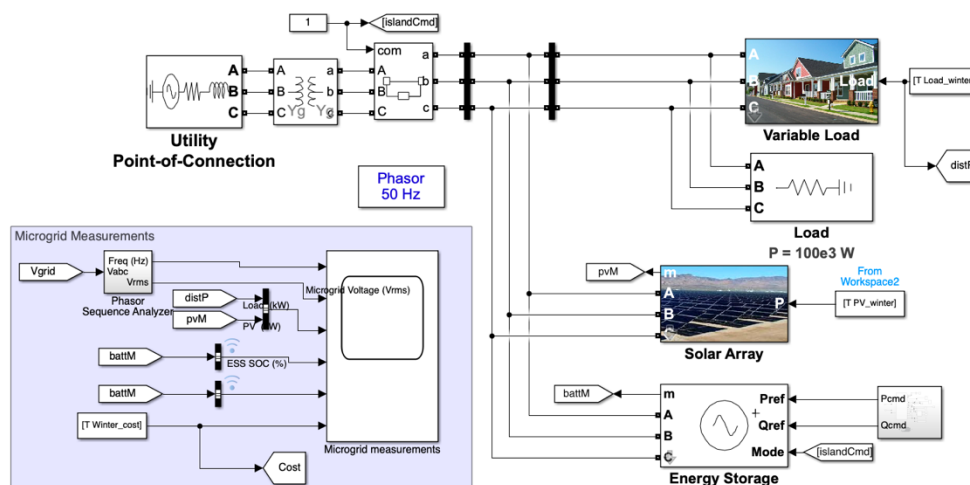 1
[islandCmd]
com
a
A
b
B
c
C
A
B
C
A
B
C
a
b
c
Yg
Yg
Utility
Point-of-Connection
Phasor
50 Hz
A
B
C
Load
[T Load_winter]
Variable Load
distP
A
B
C
Load
P = 100e3 W
From
Workspace2
pvM
m
A
B
C
P
[T PV_winter]
Solar Array
battM
m
A
B
C
Pref
+
Qref
Mode
Pcmd
Qcmd
[islandCmd]
Energy Storage
Microgrid Measurements
Vgrid
Freq (Hz)
Vabc
Vrms
Phasor
Sequence Analyzer
Microgrid Voltage (Vrms)
distP
Load (kW)
pvM
PV (kW)
battM
ESS SOC (%)
battM
[T Winter_cost]
Cost
Microgrid measurements